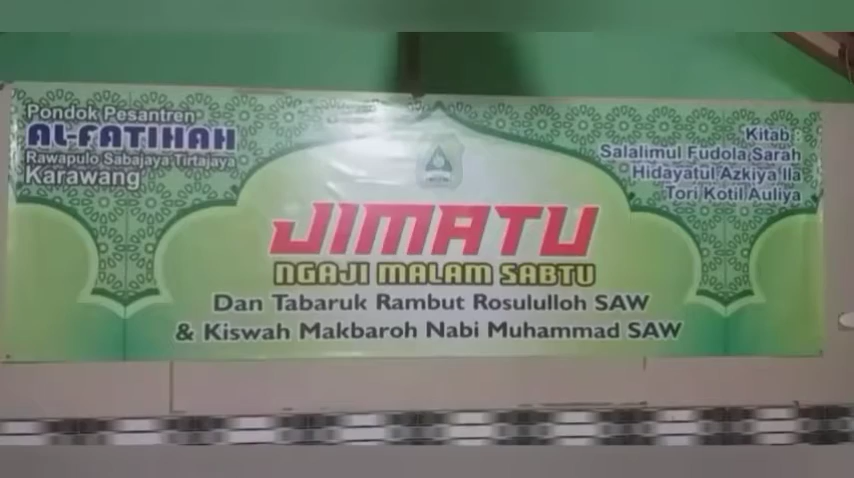 Pondok Pesantren
AL-FATIHAH
Rawapulo Sabajaya Tirtajaya
Karawang
Kitab :
Salalimul Fudola Sarah
Hidayatul Azkiya Ila
Tori Kotil Auliya
JIMATU
NGAJI MALAM SABTU
Dan Tabaruk Rambut Rosululloh SAW
& Kiswah Makbaroh Nabi Muhammad SAW